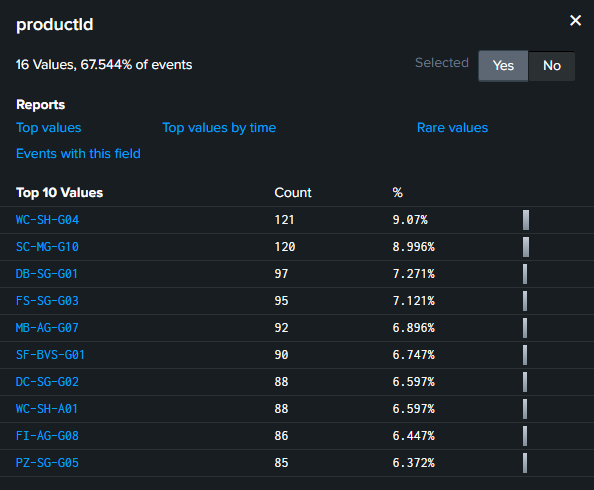 productId ×
16 Values, 67.544% of events Selected Yes No
Reports
Top values Top values by time Rare values
Events with this field
Top 10 Values Count %
WC-SH-G04 121 9.07%
SC-MG-G10 120 8.996%
DB-SG-G01 97 7.271%
FS-SG-G03 95 7.121%
MB-AG-G07 92 6.896%
SF-BVS-G01 90 6.747%
DC-SG-G02 88 6.597%
WC-SH-A01 88 6.597%
FI-AG-G08 86 6.447%
PZ-SG-G05 85 6.372%